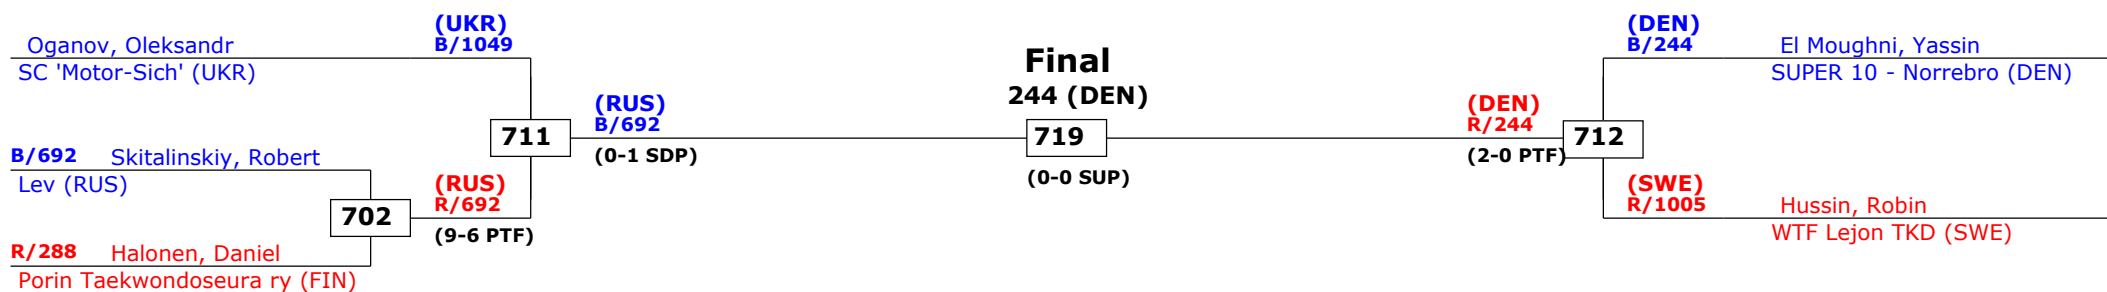 (UKR)
B/1049
Oganov, Oleksandr
SC 'Motor-Sich' (UKR)
B/692 Skitalinskiy, Robert
Lev (RUS)
702
R/288 Halonen, Daniel
Porin Taekwondoseura ry (FIN)
(RUS)
R/692
(9-6 PTF)
711
(RUS)
B/692
(0-1 SDP)
Final
244 (DEN)
719
(0-0 SUP)
(DEN)
R/244
(2-0 PTF)
712
(DEN)
B/244
El Moughni, Yassin
SUPER 10 - Norrebro (DEN)
(SWE)
R/1005
Hussin, Robin
WTF Lejon TKD (SWE)